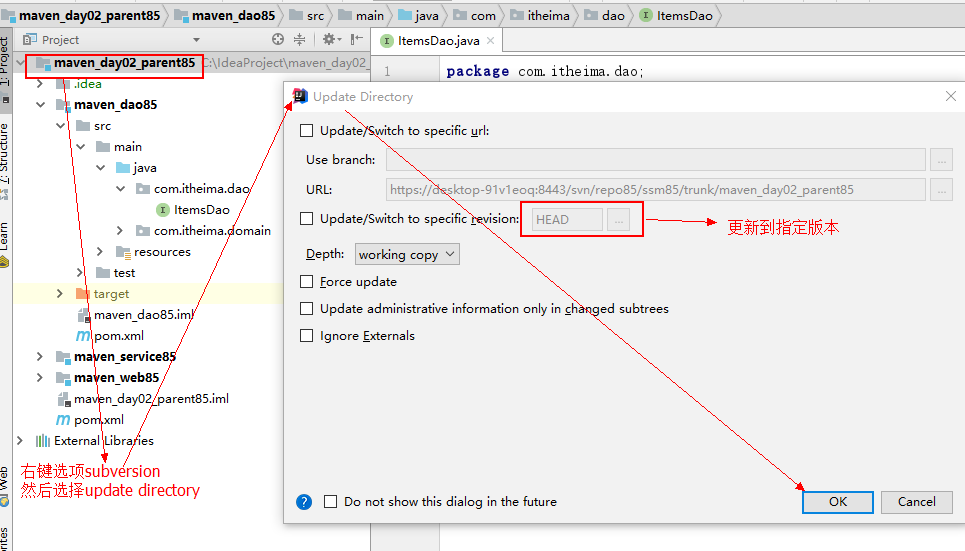 maven_day02_parent85 maven_dao85 src main java com itheima dao ItemsDao
Project
ItemsDao.java
1: Project
maven_day02_parent85 C:\IdeaProject\maven_day02_
1 package com.itheima.dao;
.idea
maven_dao85
src
main
java
com.itheima.dao
ItemsDao
com.itheima.domain
resources
test
target
maven_dao85.iml
pom.xml
maven_service85
maven_web85
maven_day02_parent85.iml
pom.xml
External Libraries
7: Structure
Learn
Web
右键选项subversion
然后选择update directory
Update Directory
Update/Switch to specific url:
Use branch:
...
URL: https://desktop-91v1eoq:8443/svn/repo85/ssm85/trunk/maven_day02_parent85 ...
Update/Switch to specific revision: HEAD ...
更新到指定版本
Depth: working copy
Force update
Update administrative information only in changed subtrees
Ignore Externals
? Do not show this dialog in the future
OK Cancel